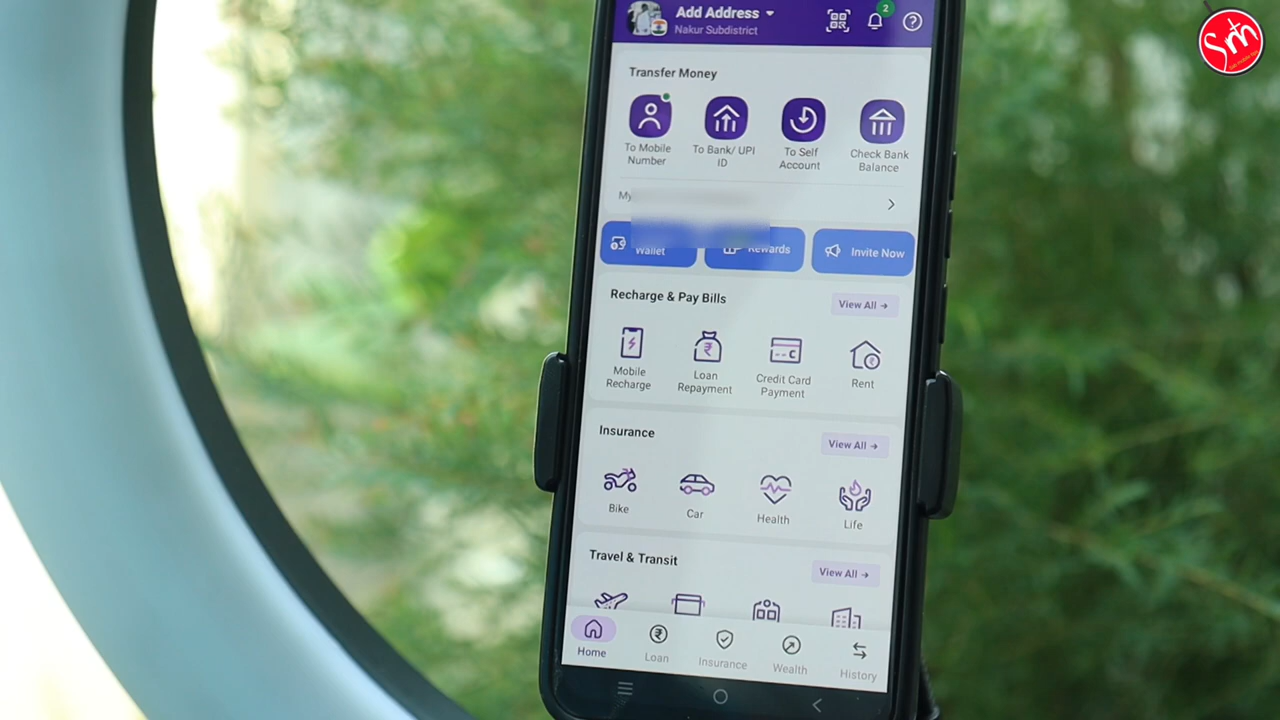 Add Address
Nakur Subdistrict
2
Transfer Money
To Mobile
Number
To Bank/ UPI
ID
To Self
Account
Check Bank
Balance
My
Wallet
Rewards
Invite Now
Recharge & Pay Bills
View All →
Mobile
Recharge
Loan
Repayment
Credit Card
Payment
Rent
Insurance
View All →
Bike
Car
Health
Life
Travel & Transit
View All →
Home
Loan
Insurance
Wealth
History